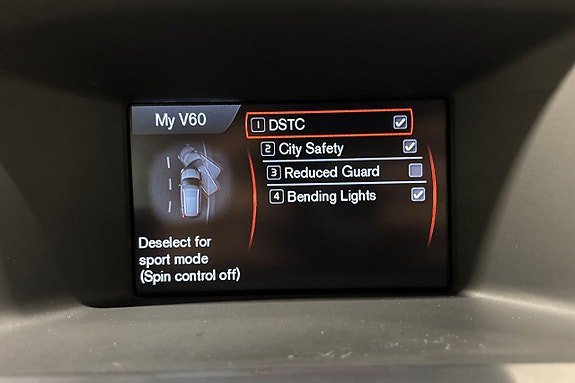 My V60
1 DSTC
2 City Safety
3 Reduced Guard
4 Bending Lights
Deselect for
sport mode
(Spin control off)